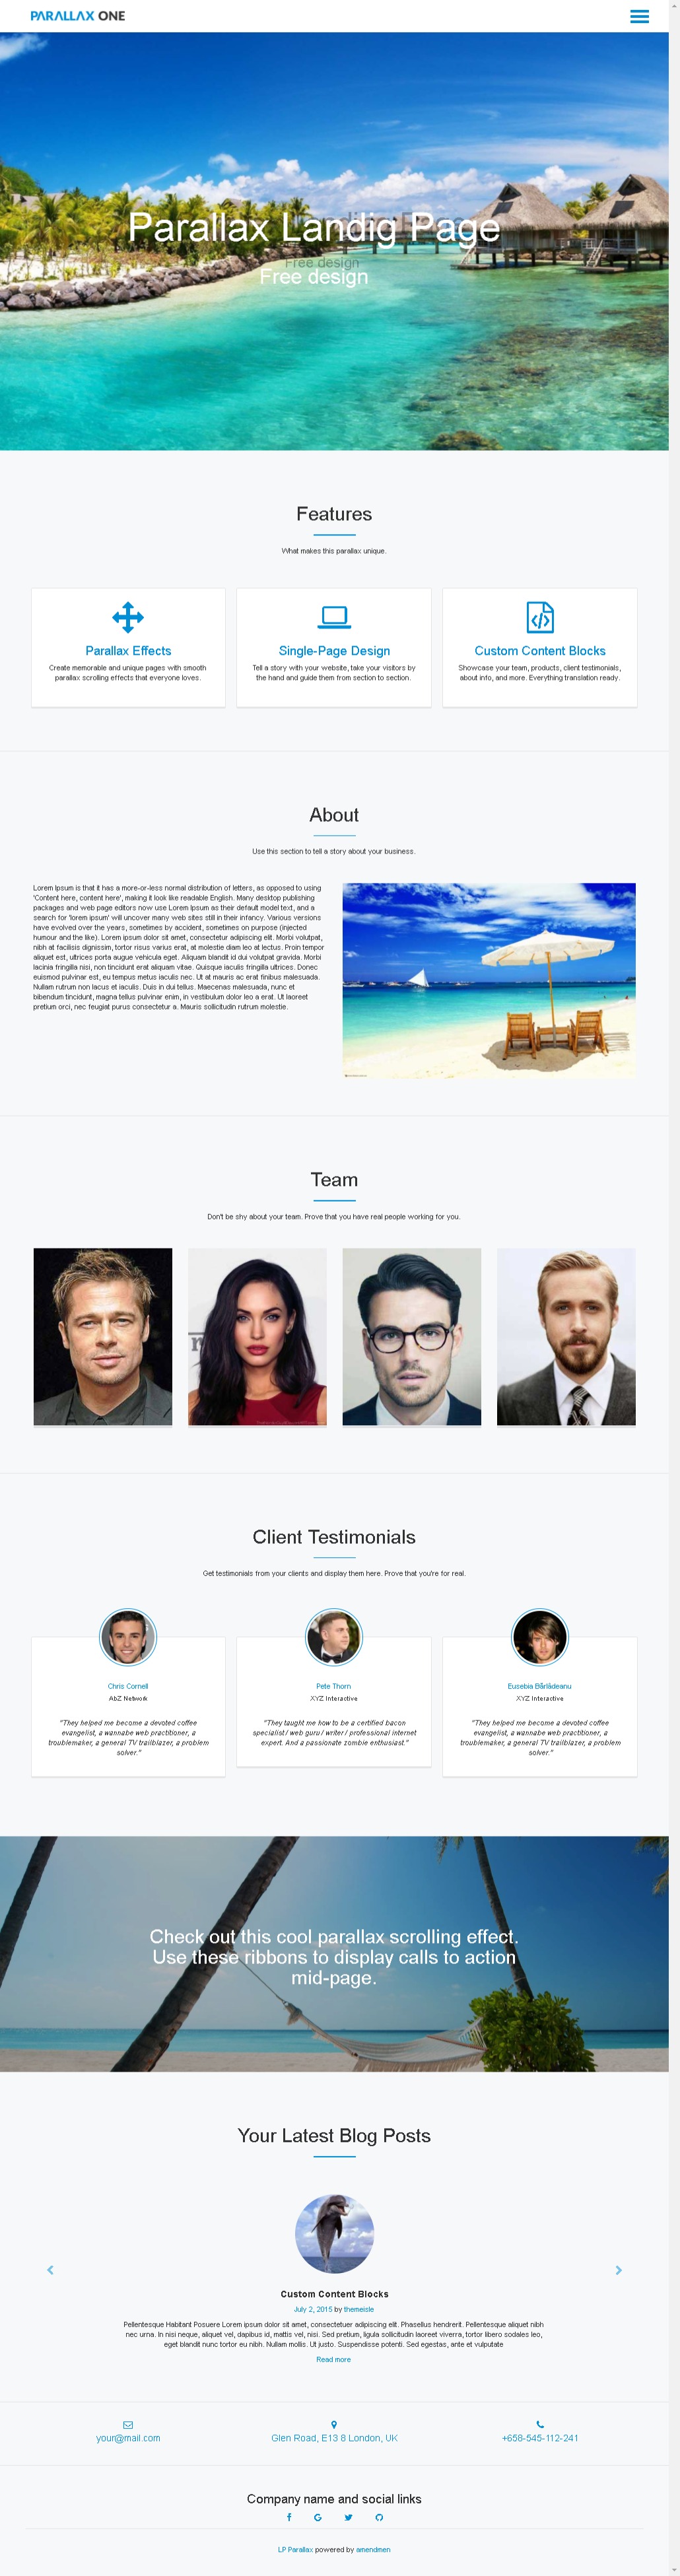 PARALLAX ONE
Parallax Landig Page
Free design
Free design
Features
What makes this parallax unique.
Parallax Effects
Create memorable and unique pages with smooth
parallax scrolling effects that everyone loves.
Single-Page Design
Tell a story with your website, take your visitors by
the hand and guide them from section to section.
Custom Content Blocks
Showcase your team, products, client testimonials,
about info, and more. Everything translation ready.
About
Use this section to tell a story about your business.
Lorem Ipsum is that it has a more-or-less normal distribution of letters, as opposed to using
'Content here, content here', making it look like readable English. Many desktop publishing
packages and web page editors now use Lorem Ipsum as their default model text, and a
search for 'lorem ipsum' will uncover many web sites still in their infancy. Various versions
have evolved over the years, sometimes by accident, sometimes on purpose (injected
humour and the like). Lorem ipsum dolor sit amet, consectetur adipiscing elit. Morbi volutpat,
nibh at facilisis dignissim, tortor risus varius erat, at molestie diam leo at lectus. Proin tempor
aliquet est, ultrices porta augue vehicula eget. Aliquam blandit id dui volutpat gravida. Morbi
lacinia fringilla nisi, non tincidunt erat aliquam vitae. Quisque iaculis fringilla ultrices. Donec
euismod pulvinar est, eu tempus metus iaculis nec. Ut at mauris ac erat finibus malesuada.
Nullam rutrum non lacus et iaculis. Duis in dui tellus. Maecenas malesuada, nunc et
bibendum tincidunt, magna tellus pulvinar enim, in vestibulum dolor leo a erat. Ut laoreet
pretium orci, nec feugiat purus consectetur a. Mauris sollicitudin rutrum molestie.
Team
Don't be shy about your team. Prove that you have real people working for you.
Client Testimonials
Get testimonials from your clients and display them here. Prove that you're for real.
Chris Cornell
AbZ Network
"They helped me become a devoted coffee
evangelist, a wannabe web practitioner, a
troublemaker, a general TV trailblazer, a problem
solver."
Pete Thorn
XYZ Interactive
"They taught me how to be a certified bacon
specialist / web guru / writer / professional internet
expert. And a passionate zombie enthusiast."
Eusebia Bårlådeanu
XYZ Interactive
"They helped me become a devoted coffee
evangelist, a wannabe web practitioner, a
troublemaker, a general TV trailblazer, a problem
solver."
Check out this cool parallax scrolling effect.
Use these ribbons to display calls to action
mid-page.
Your Latest Blog Posts
Custom Content Blocks
July 2, 2015 by themeisle
Pellentesque Habitant Posuere Lorem ipsum dolor sit amet, consectetuer adipiscing elit. Phasellus hendrerit. Pellentesque aliquet nibh
nec urna. In nisi neque, aliquet vel, dapibus id, mattis vel, nisi. Sed pretium, ligula sollicitudin laoreet viverra, tortor libero sodales leo,
eget blandit nunc tortor eu nibh. Nullam mollis. Ut justo. Suspendisse potenti. Sed egestas, ante et vulputate
Read more
your@mail.com
Glen Road, E13 8 London, UK
+658-545-112-241
Company name and social links
LP Parallax powered by amendmen